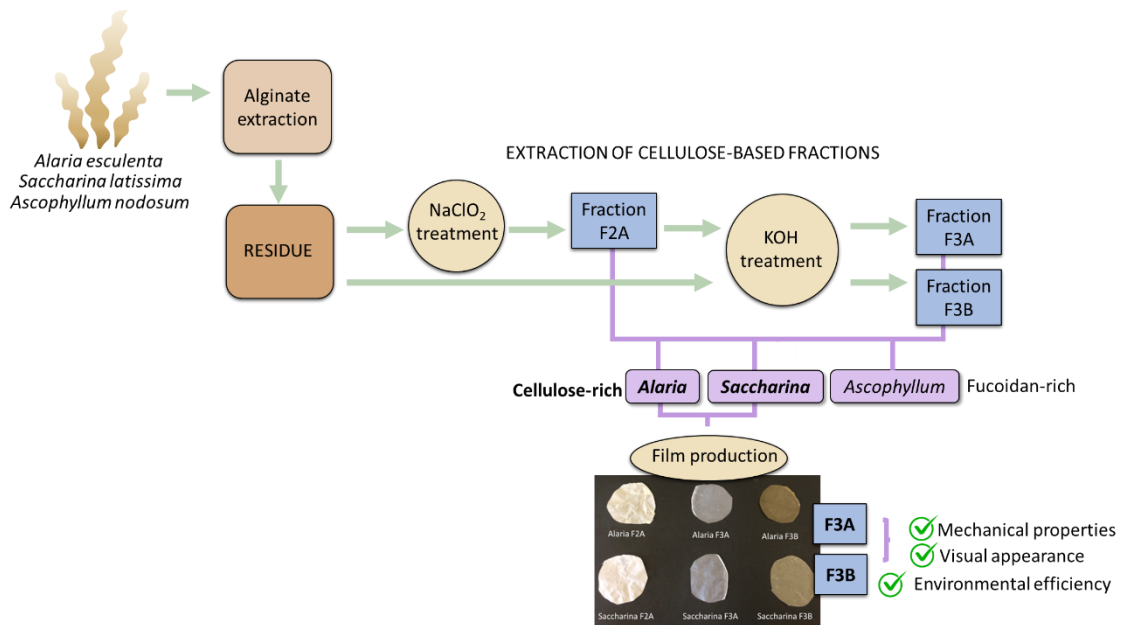 Alaria esculenta
Saccharina latissima
Ascophyllum nodosum
Alginate
extraction
RESIDUE
EXTRACTION OF CELLULOSE-BASED FRACTIONS
NaClO₂
treatment
Fraction
F2A
KOH
treatment
Fraction
F3A
Fraction
F3B
Cellulose-rich
Alaria
Saccharina
Ascophyllum
Fucoidan-rich
Film production
Alaria F2A
Alaria F3A
Alaria F3B
Saccharina F2A
Saccharina F3A
Saccharina F3B
F3A
F3B
Mechanical properties
Visual appearance
Environmental efficiency